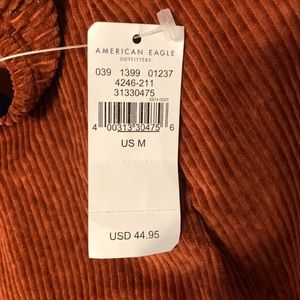 AMERICAN EAGLE
OUTFITTERS
039 1399 01237
4246-211
31330475
4 00313 30475 6
US M
USD 44.95